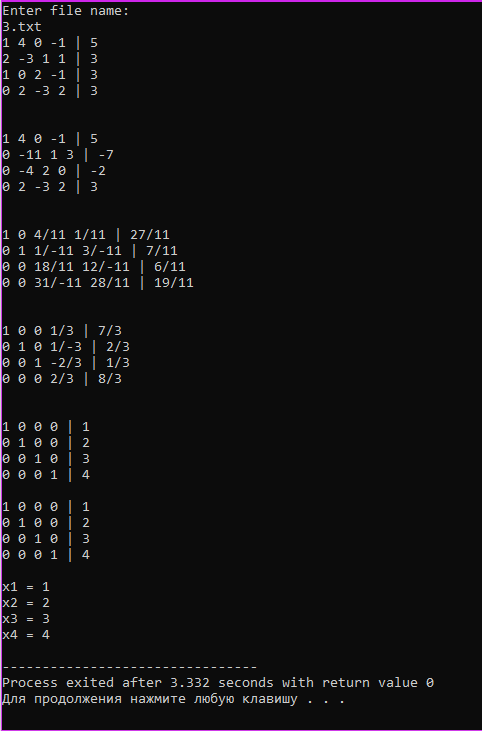 Enter file name:
3.txt
1 4 0 -1 | 5
2 -3 1 1 | 3
1 0 2 -1 | 3
0 2 -3 2 | 3
1 4 0 -1 | 5
0 -11 1 3 | -7
0 -4 2 0 | -2
0 2 -3 2 | 3
1 0 4/11 1/11 | 27/11
0 1 1/-11 3/-11 | 7/11
0 0 18/11 12/-11 | 6/11
0 0 31/-11 28/11 | 19/11
1 0 0 1/3 | 7/3
0 1 0 1/-3 | 2/3
0 0 1 -2/3 | 1/3
0 0 0 2/3 | 8/3
1 0 0 0 | 1
0 1 0 0 | 2
0 0 1 0 | 3
0 0 0 1 | 4
1 0 0 0 | 1
0 1 0 0 | 2
0 0 1 0 | 3
0 0 0 1 | 4
x1 = 1
x2 = 2
x3 = 3
x4 = 4
--------------------------------
Process exited after 3.332 seconds with return value 0
Для продолжения нажмите любую клавишу . . .